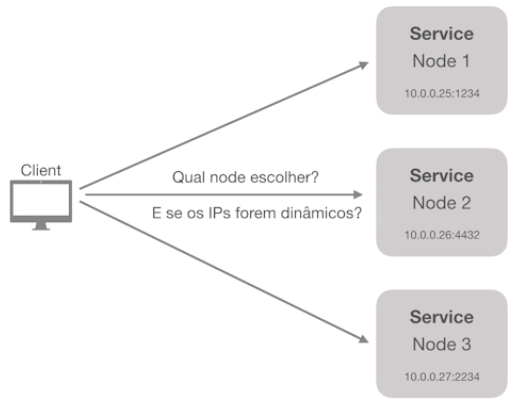 Service
Node 1
10.0.0.25:1234
Client
Qual node escolher?
E se os IPs forem dinâmicos?
Service
Node 2
10.0.0.26:4432
Service
Node 3
10.0.0.27:2234